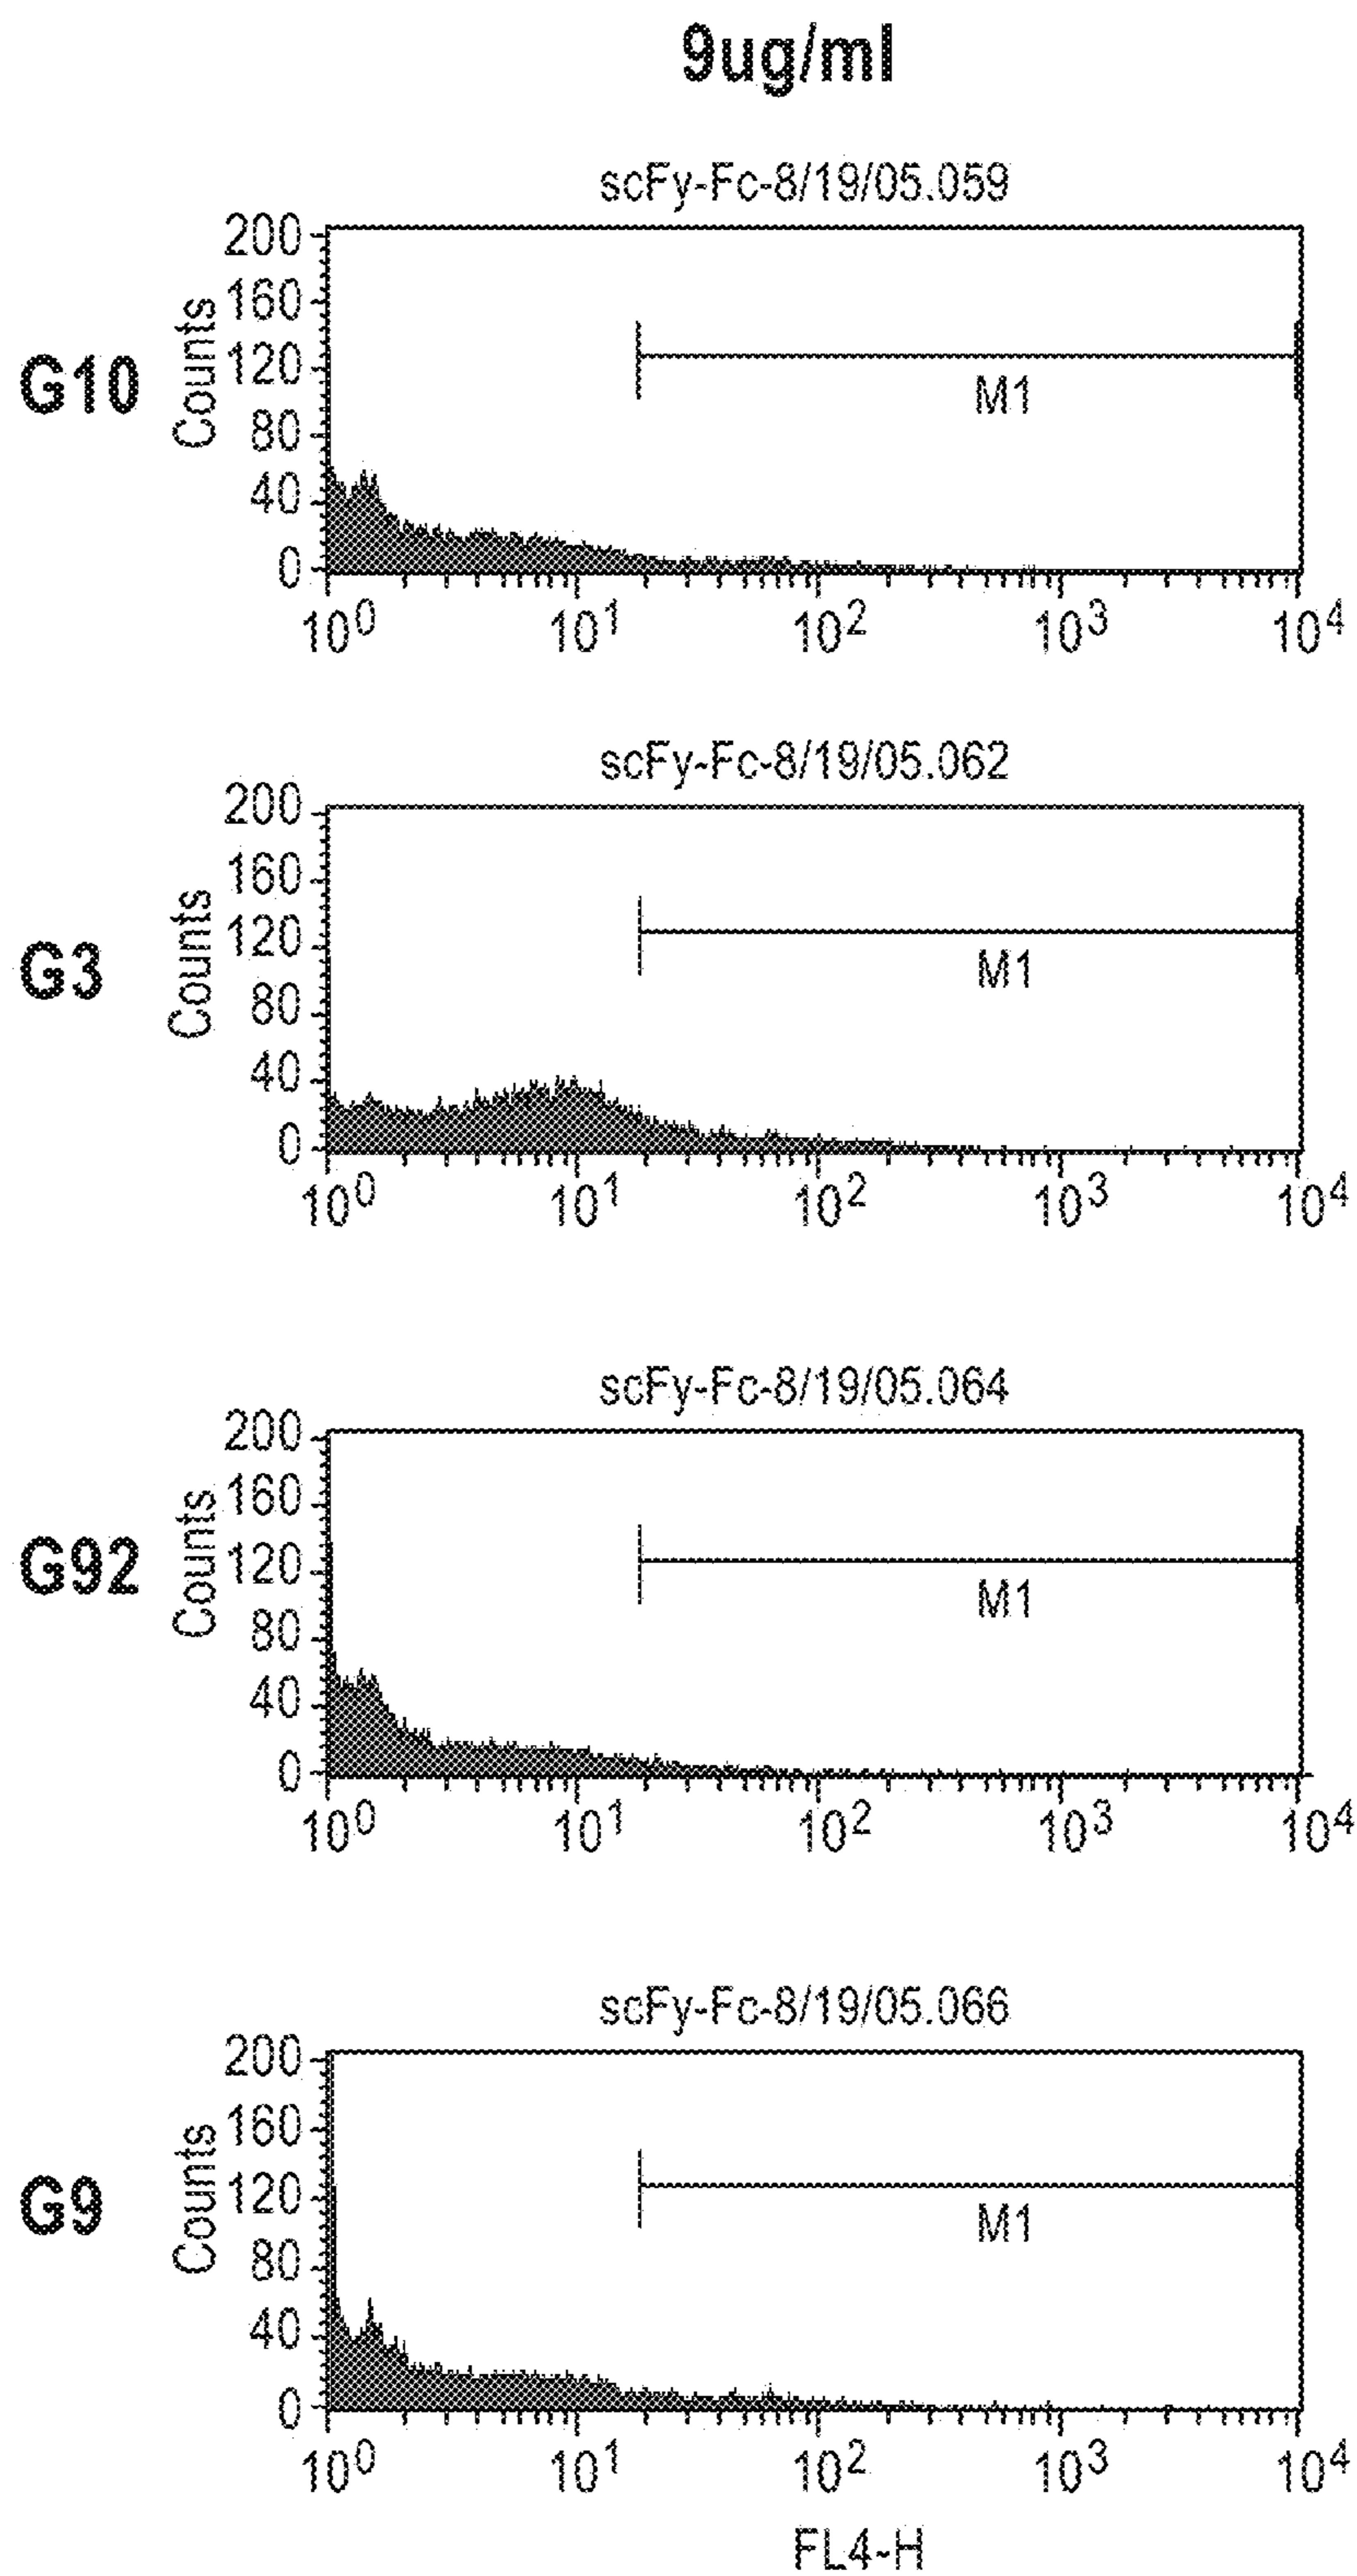 9ug/ml
scFy-Fc-8/19/05.059
G10
Counts
200
160
120
80
40
0
M1
10^0 10^1 10^2 10^3 10^4
scFy-Fc-8/19/05.062
G3
Counts
200
160
120
80
40
0
M1
10^0 10^1 10^2 10^3 10^4
scFy-Fc-8/19/05.064
G92
Counts
200
160
120
80
40
0
M1
10^0 10^1 10^2 10^3 10^4
scFy-Fc-8/19/05.066
G9
Counts
200
160
120
80
40
0
M1
10^0 10^1 10^2 10^3 10^4
FL4-H